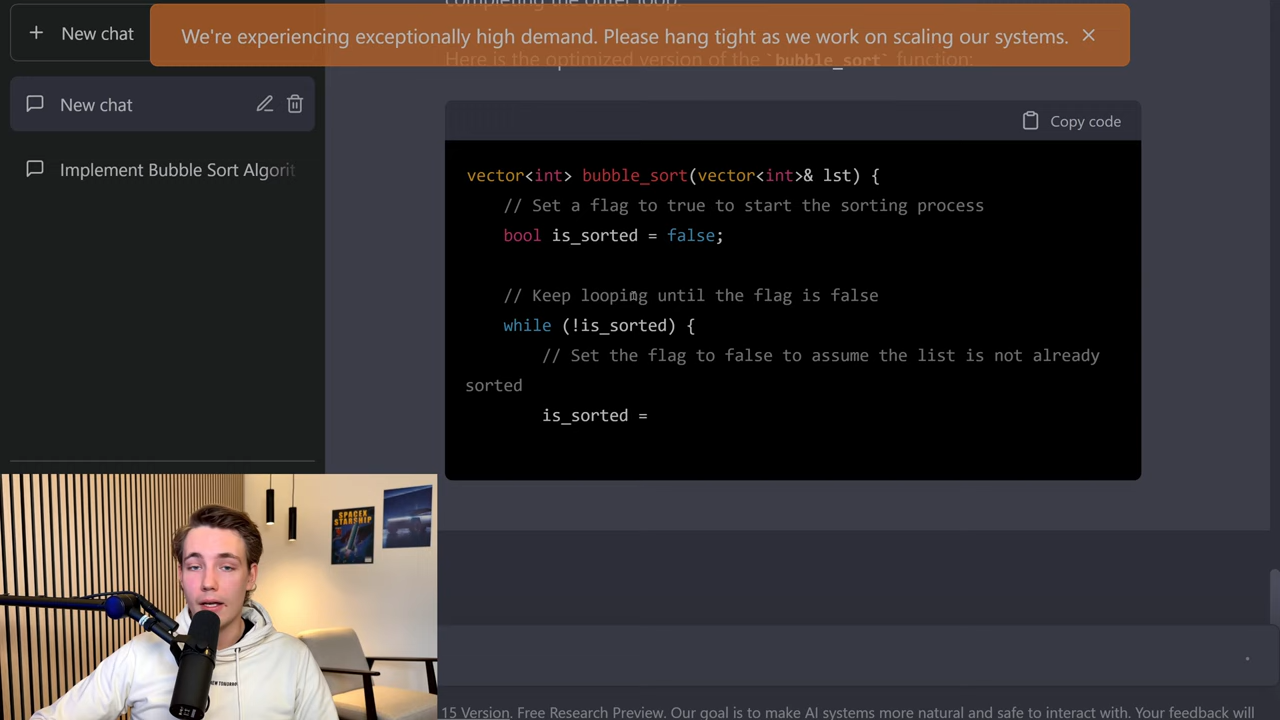 New chat
We're experiencing exceptionally high demand. Please hang tight as we work on scaling our systems.
completing the outer loop.
Here is the optimized version of the `bubble_sort` function:
New chat
Implement Bubble Sort Algorit
Copy code
vector<int> bubble_sort(vector<int>& lst) {
// Set a flag to true to start the sorting process
bool is_sorted = false;
// Keep looping until the flag is false
while (!is_sorted) {
// Set the flag to false to assume the list is not already
sorted
is_sorted =
SPACEX
STARSHIP
15 Version. Free Research Preview. Our goal is to make AI systems more natural and safe to interact with. Your feedback will